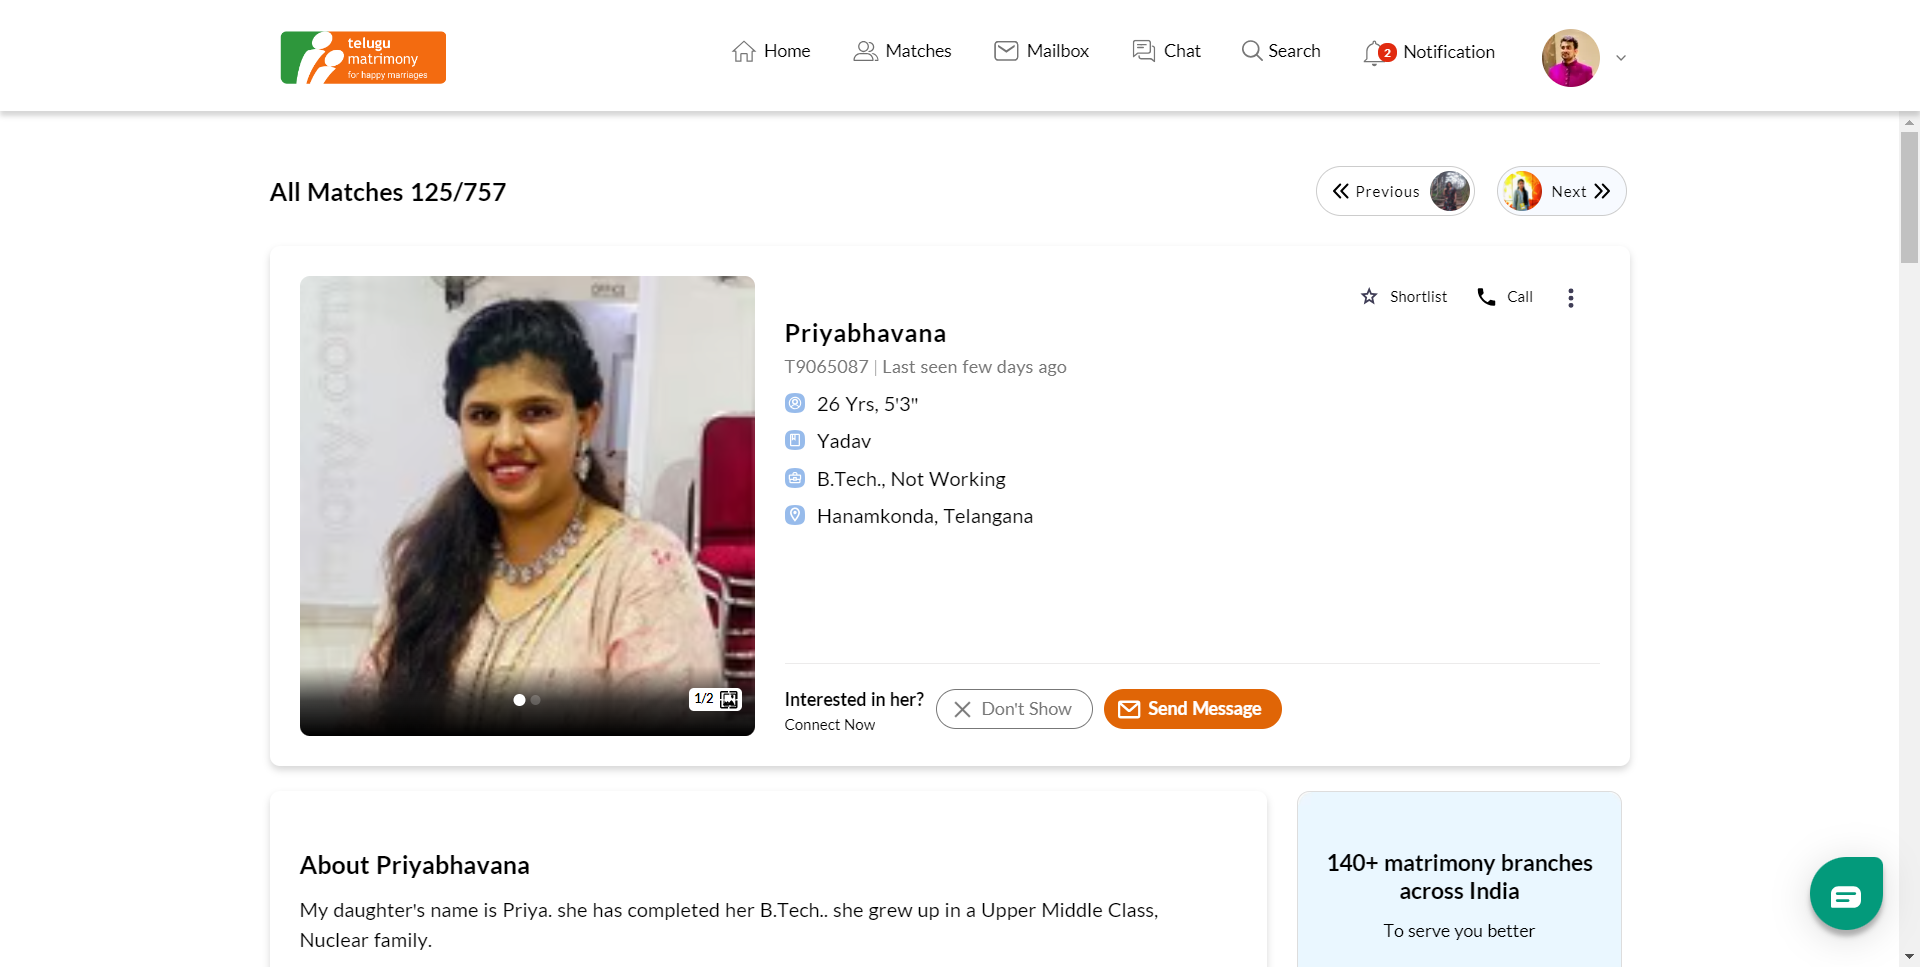 telugu
matrimony
for happy marriages
Home
Matches
Mailbox
Chat
Search
2
Notification
All Matches 125/757
Previous
Next
OFFICE
Shortlist
Call
Priyabhavana
T9065087 | Last seen few days ago
26 Yrs, 5'3"
Yadav
B.Tech., Not Working
Hanamkonda, Telangana
1/2
Interested in her?
Connect Now
Don't Show
Send Message
About Priyabhavana
My daughter's name is Priya. she has completed her B.Tech.. she grew up in a Upper Middle Class,
Nuclear family.
140+ matrimony branches
across India
To serve you better